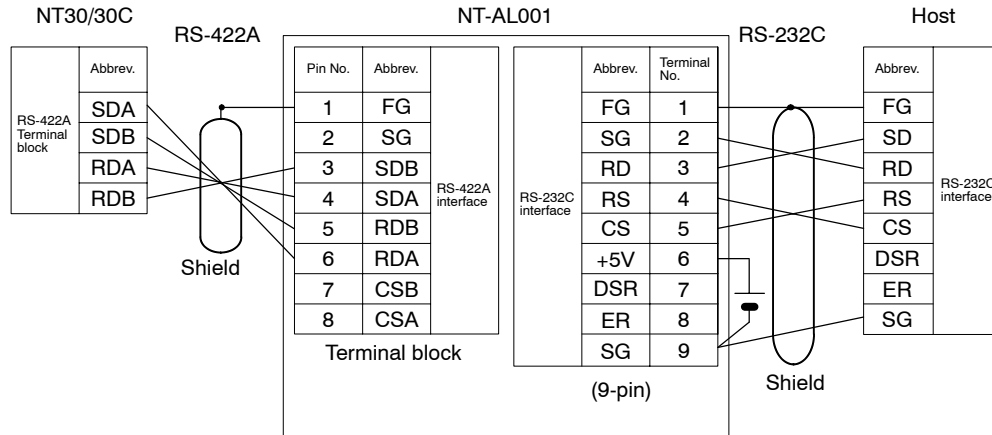 NT30/30C
NT-AL001
Host
RS-422A
RS-232C
Abbrev.
RS-422A
Terminal
block
SDA
SDB
RDA
RDB
Shield
Pin No. Abbrev.
1 FG
2 SG
3 SDB
4 SDA
5 RDB
6 RDA
7 CSB
8 CSA
RS-422A
interface
Terminal block
RS-232C
interface
Abbrev. Terminal
No.
FG 1
SG 2
RD 3
RS 4
CS 5
+5V 6
DSR 7
ER 8
SG 9
(9-pin)
Shield
Abbrev.
FG
SD
RD
RS
CS
DSR
ER
SG
RS-232C
interface